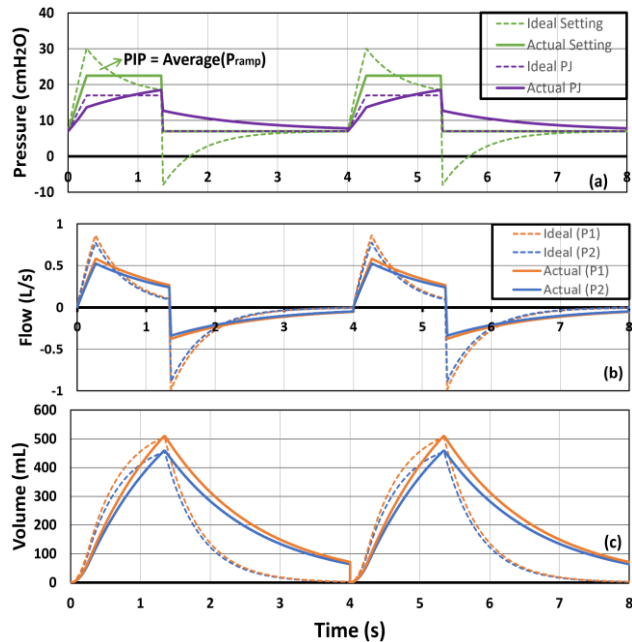 40
30
20
10
0
-10
Pressure (cmH2O)
PIP = Average(Pramp)
Ideal Setting
Actual Setting
Ideal PJ
Actual PJ
0 1 2 3 4 5 6 7 8
(a)
1
0.5
0
-0.5
-1
Flow (L/s)
Ideal (P1)
Ideal (P2)
Actual (P1)
Actual (P2)
0 1 2 3 4 5 6 7 8
(b)
600
500
400
300
200
100
0
Volume (mL)
(c)
0 1 2 3 4 5 6 7 8
Time (s)